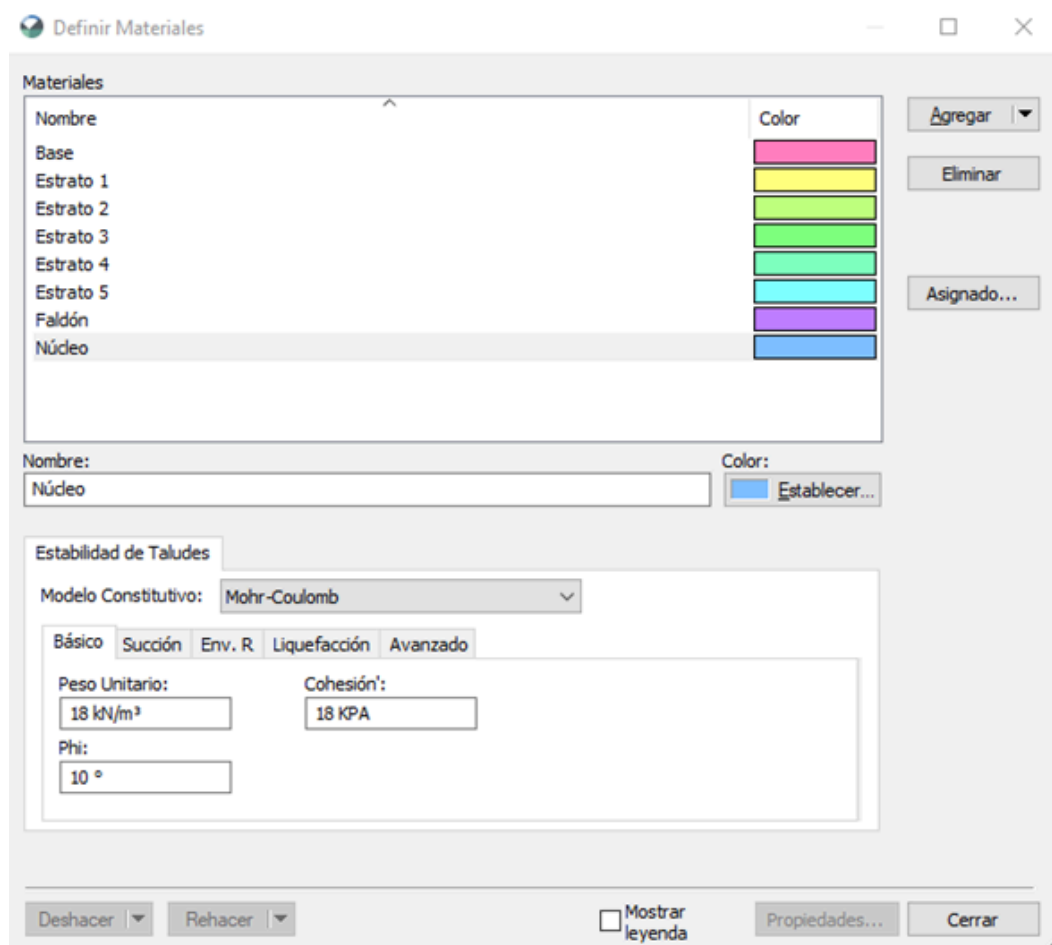 Definir Materiales
Materiales
Nombre Color
Base
Estrato 1
Estrato 2
Estrato 3
Estrato 4
Estrato 5
Faldón
Núcleo
Agregar
Eliminar
Asignado...
Nombre: Color:
Núcleo Establecer...
Estabilidad de Taludes
Modelo Constitutivo: Mohr-Coulomb
Básico Succión Env. R Liquefacción Avanzado
Peso Unitario: Cohesión':
18 kN/m³ 18 KPA
Phi:
10 °
Deshacer Rehacer Mostrar leyenda Propiedades... Cerrar